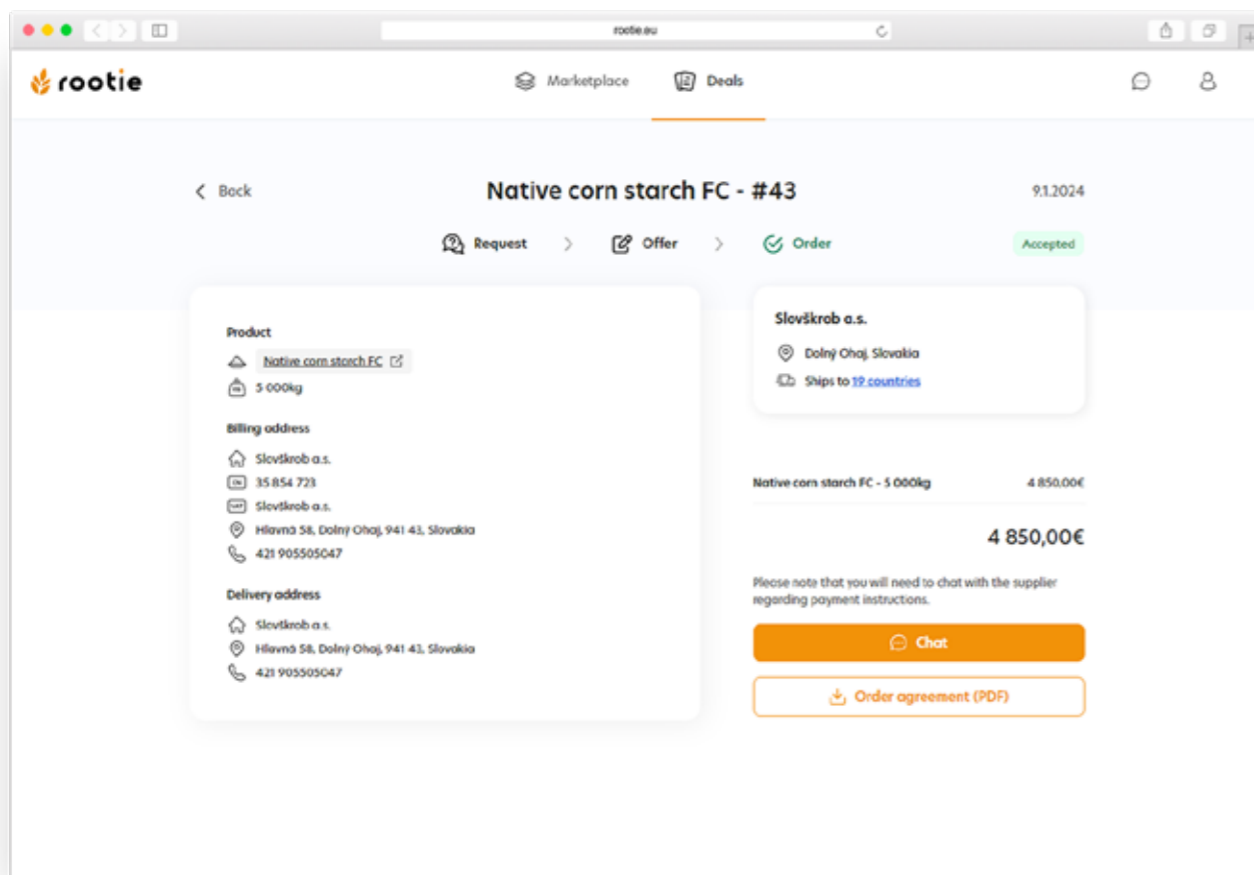 rootie.eu
rootie
Marketplace
Deals
Back
Native corn starch FC - #43
9.1.2024
Request
Offer
Order
Accepted
Product
Native corn starch FC
5 000kg
Billing address
Slovškrob a.s.
35 854 723
VAT
Slovškrob a.s.
Hlavná 58, Dolný Ohaj, 941 43, Slovakia
421 905505047
Delivery address
Slovškrob a.s.
Hlavná 58, Dolný Ohaj, 941 43, Slovakia
421 905505047
Slovškrob a.s.
Dolný Ohaj, Slovakia
Ships to 19 countries
Native corn starch FC - 5 000kg 4 850,00€
4 850,00€
Please note that you will need to chat with the supplier
regarding payment instructions.
Chat
Order agreement (PDF)